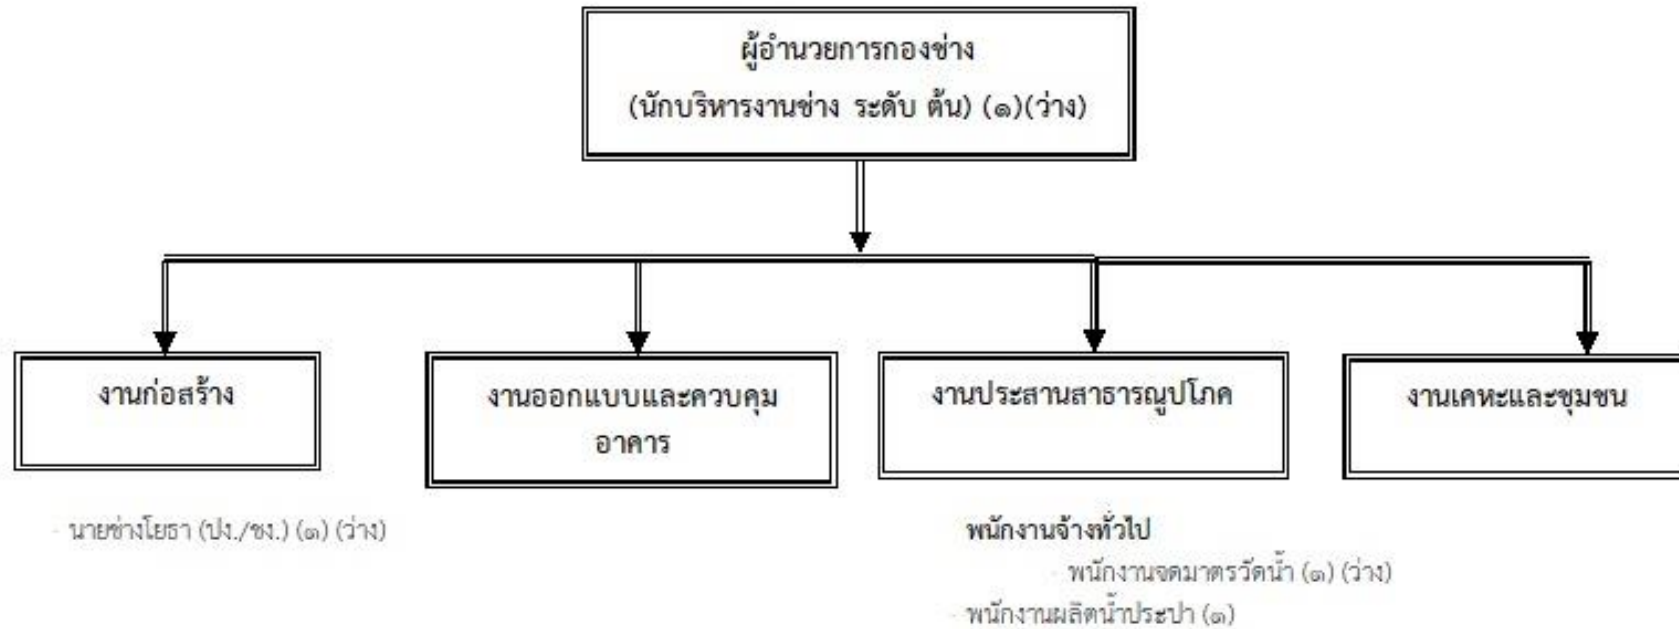 ผู้อำนวยการกองช่าง
(นักบริหารงานช่าง ระดับ ต้น) (๑)(ว่าง)
งานก่อสร้าง
งานออกแบบและควบคุม
อาคาร
งานประสานสาธารณูปโภค
งานเคหะและชุมชน
- นายช่างโยธา (ปง./ชง.) (๑) (ว่าง)
พนักงานจ้างทั่วไป
- พนักงานจดมาตรวัดน้ำ (๑) (ว่าง)
- พนักงานผลิตน้ำประปา (๑)